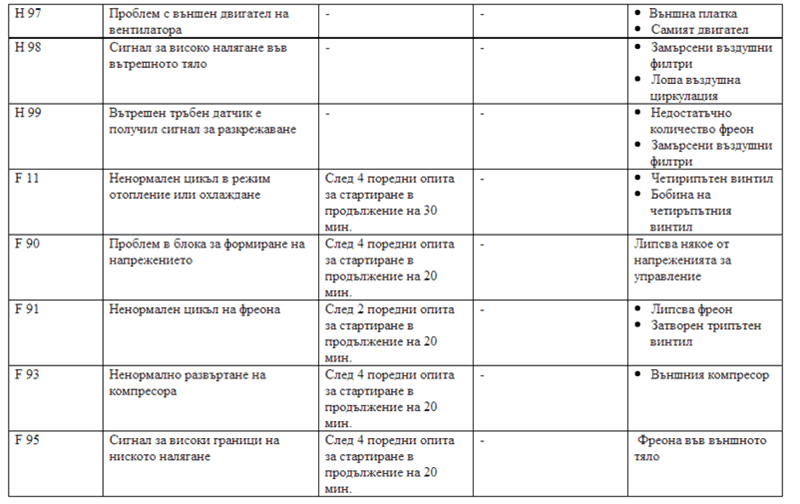 H 97
Проблем с външен двигател на
вентилатора
-
-
• Външна платка
• Самият двигател
H 98
Сигнал за високо налягане във
вътрешното тяло
-
-
• Замърсени въздушни
филтри
• Лоша въздушна
циркулация
H 99
Вътрешен тръбен датчик е
получил сигнал за разкрежаване
-
-
• Недостатъчно
количество фреон
• Замърсени въздушни
филтри
F 11
Ненормален цикъл в режим
отопление или охлаждане
След 4 поредни опита
за стартиране в
продължение на 30
мин.
-
• Четирипътен винтил
• Бобина на
четиръпътния
винтил
F 90
Проблем в блока за формиране на
напрежението
След 4 поредни опита
за стартиране в
продължение на 20
мин.
-
Липсва някое от
напреженията за
управление
F 91
Ненормален цикъл на фреона
След 2 поредни опита
за стартиране в
продължение на 20
мин.
-
• Липсва фреон
• Затворен трипътен
винтил
F 93
Ненормално развъртане на
компресора
След 4 поредни опита
за стартиране в
продължение на 20
мин.
-
• Външния компресор
F 95
Сигнал за високи граници на
ниското налягане
След 4 поредни опита
за стартиране в
продължение на 20
мин.
-
Фреона във външното
тяло